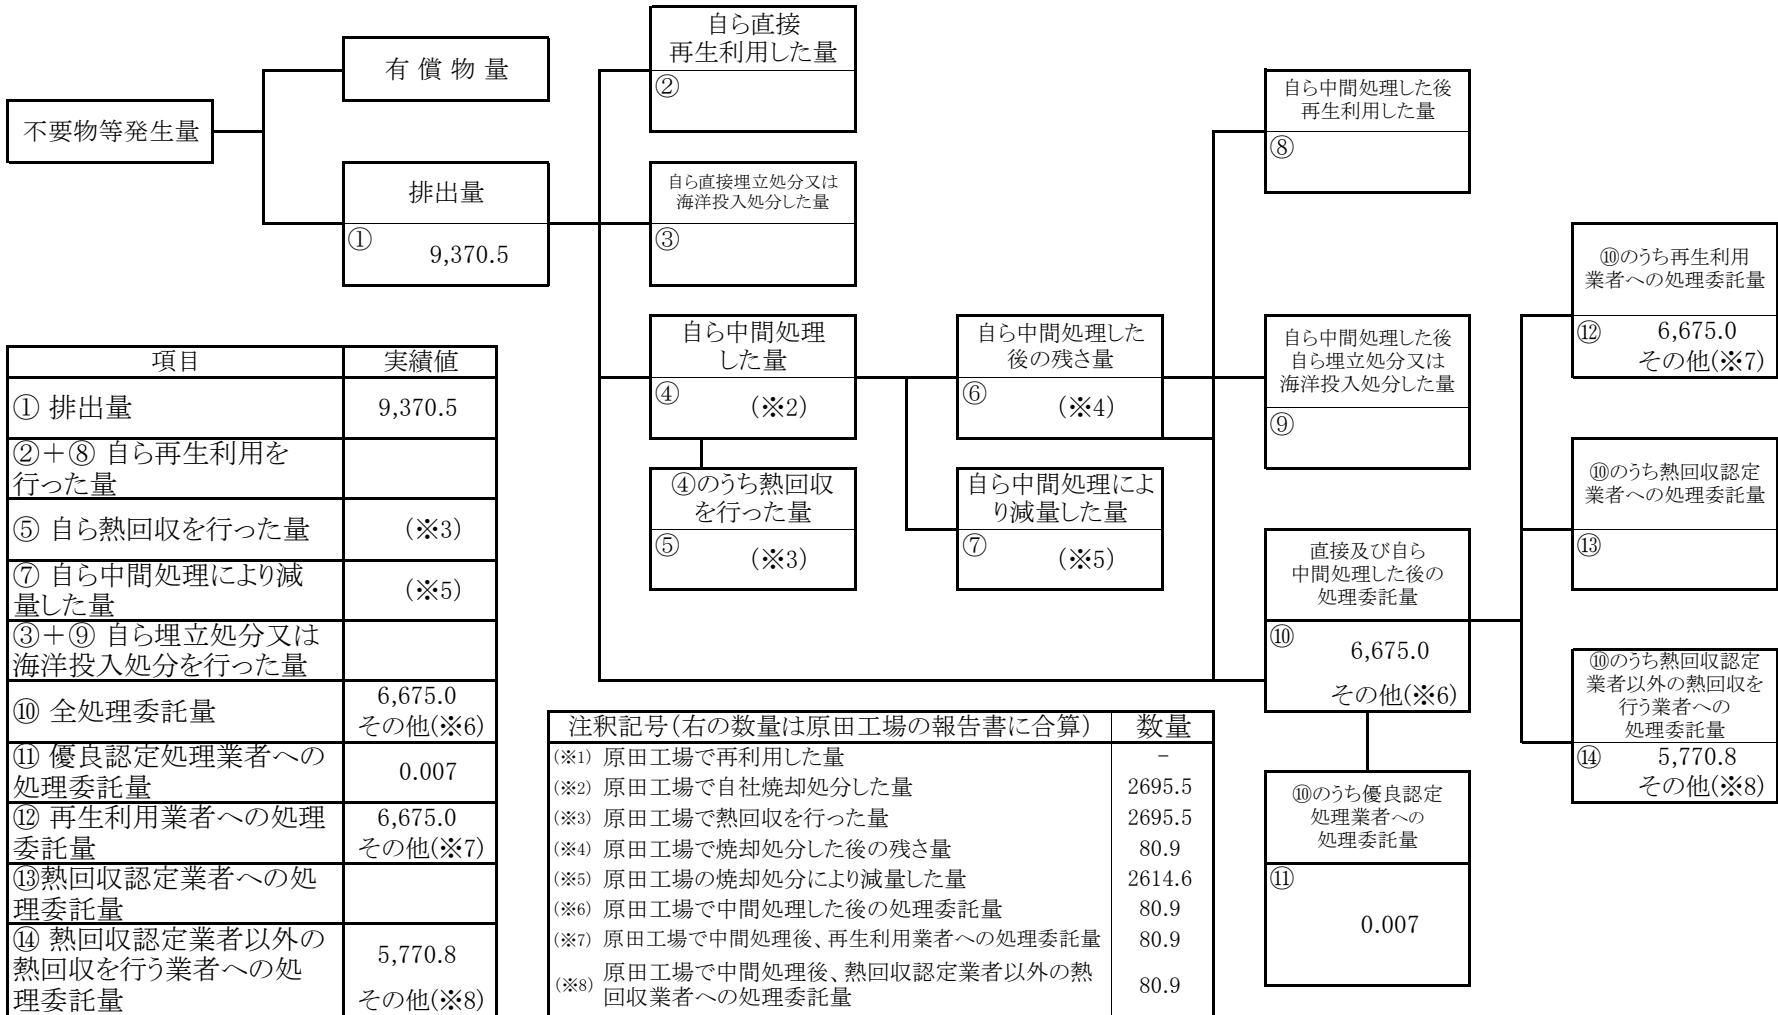 不要物等発生量
有 償 物 量
排出量
①
9,370.5
自ら直接
再生利用した量
②
自ら直接埋立処分又は
海洋投入処分した量
③
自ら中間処理
した量
④
(※2)
④のうち熱回収
を行った量
⑤
(※3)
自ら中間処理した
後の残さ量
⑥
(※4)
自ら中間処理によ
り減量した量
⑦
(※5)
自ら中間処理した後
再生利用した量
⑧
自ら中間処理した後
自ら埋立処分又は
海洋投入処分した量
⑨
直接及び自ら
中間処理した後の
処理委託量
⑩
6,675.0
その他(※6)
⑩のうち優良認定
処理業者への
処理委託量
⑪
0.007
⑩のうち再生利用
業者への処理委託量
⑫ 6,675.0
その他(※7)
⑩のうち熱回収認定
業者への処理委託量
⑬
⑩のうち熱回収認定
業者以外の熱回収を
行う業者への
処理委託量
⑭ 5,770.8
その他(※8)
項目 実績値
① 排出量 9,370.5
②+⑧ 自ら再生利用を
行った量
⑤ 自ら熱回収を行った量 (※3)
⑦ 自ら中間処理により減
量した量 (※5)
③+⑨ 自ら埋立処分又は
海洋投入処分を行った量
⑩ 全処理委託量 6,675.0
その他(※6)
⑪ 優良認定処理業者への
処理委託量 0.007
⑫ 再生利用業者への処理
委託量 6,675.0
その他(※7)
⑬熱回収認定業者への処
理委託量
⑭ 熱回収認定業者以外の
熱回収を行う業者への処
理委託量 5,770.8
その他(※8)
注釈記号(右の数量は原田工場の報告書に合算) 数量
(※1) 原田工場で再利用した量 －
(※2) 原田工場で自社焼却処分した量 2695.5
(※3) 原田工場で熱回収を行った量 2695.5
(※4) 原田工場で焼却処分した後の残さ量 80.9
(※5) 原田工場の焼却処分により減量した量 2614.6
(※6) 原田工場で中間処理した後の処理委託量 80.9
(※7) 原田工場で中間処理後、再生利用業者への処理委託量 80.9
(※8) 原田工場で中間処理後、熱回収認定業者以外の熱
回収業者への処理委託量 80.9